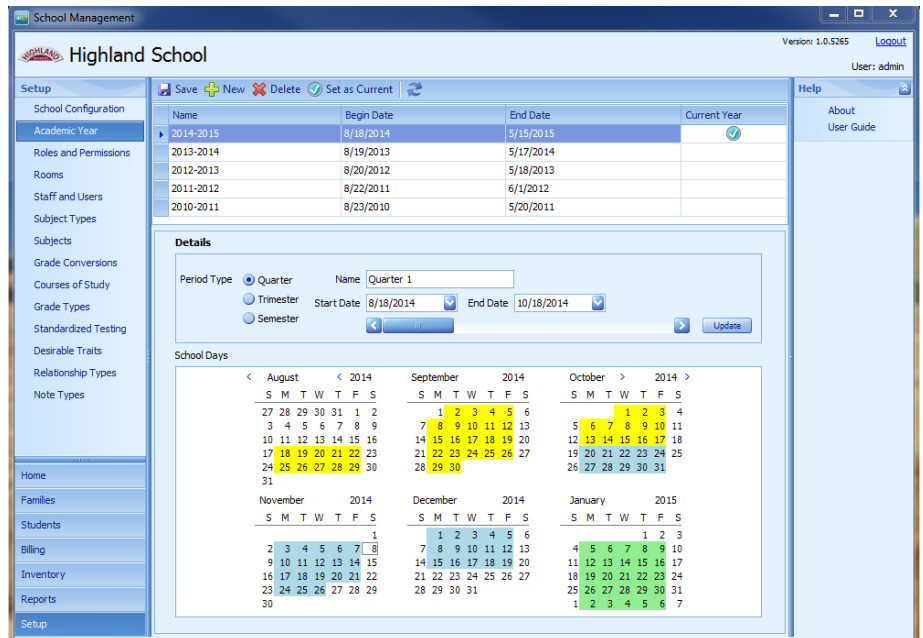 School Management
HIGHLAND
Highland School
Version: 1.0.5265 Logout
User: admin
Setup
School Configuration
Academic Year
Roles and Permissions
Rooms
Staff and Users
Subject Types
Subjects
Grade Conversions
Courses of Study
Grade Types
Standardized Testing
Desirable Traits
Relationship Types
Note Types
Home
Families
Students
Billing
Inventory
Reports
Setup
Save New Delete Set as Current
Name Begin Date End Date Current Year
2014-2015 8/18/2014 5/15/2015
2013-2014 8/19/2013 5/17/2014
2012-2013 8/20/2012 5/18/2013
2011-2012 8/22/2011 6/1/2012
2010-2011 8/23/2010 5/20/2011
Details
Period Type Quarter Name Quarter 1
Trimester Start Date 8/18/2014 End Date 10/18/2014
Semester
Update
School Days
< August < 2014 September 2014 October > 2014 >
S M T W T F S S M T W T F S S M T W T F S
27 28 29 30 31 1 2 1 2 3 4 5 6 1 2 3 4
3 4 5 6 7 8 9 7 8 9 10 11 12 13 5 6 7 8 9 10 11
10 11 12 13 14 15 16 14 15 16 17 18 19 20 12 13 14 15 16 17 18
17 18 19 20 21 22 23 21 22 23 24 25 26 27 19 20 21 22 23 24 25
24 25 26 27 28 29 30 28 29 30 26 27 28 29 30 31
31
November 2014 December 2014 January 2015
S M T W T F S S M T W T F S S M T W T F S
1 1 2 3 4 5 6 1 2 3
2 3 4 5 6 7 8 7 8 9 10 11 12 13 4 5 6 7 8 9 10
9 10 11 12 13 14 15 14 15 16 17 18 19 20 11 12 13 14 15 16 17
16 17 18 19 20 21 22 21 22 23 24 25 26 27 18 19 20 21 22 23 24
23 24 25 26 27 28 29 28 29 30 31 25 26 27 28 29 30 31
30 1 2 3 4 5 6 7
Help
About
User Guide